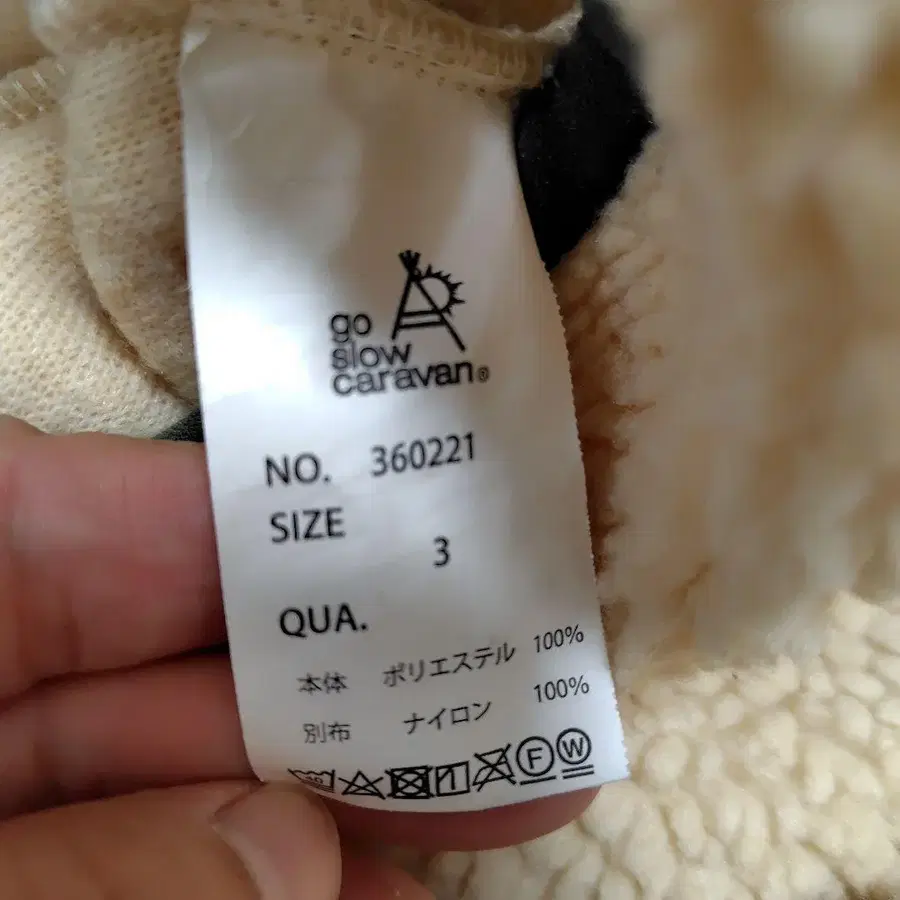 go
slow
caravan®
NO. 360221
SIZE
3
QUA.
本体 ポリエステル 100%
別布 ナイロン 100%
40 F W